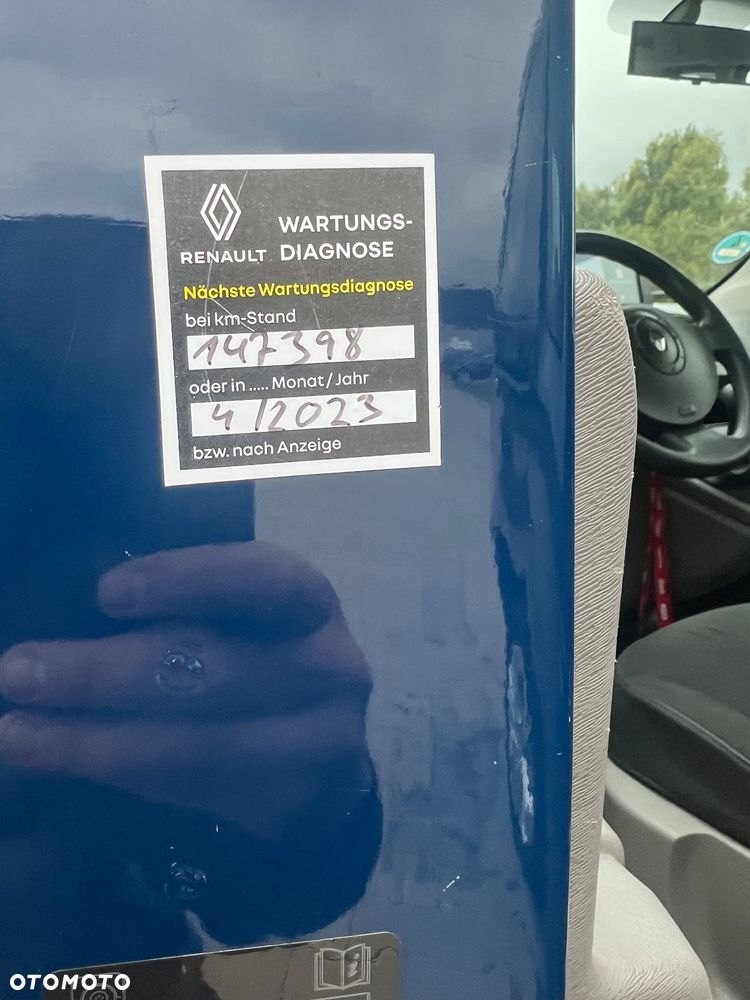 WARTUNGS-
DIAGNOSE
RENAULT
Nächste Wartungsdiagnose
bei km-Stand
147398
oder in ..... Monat/Jahr
4/2023
bzw. nach Anzeige
OTOMOTO